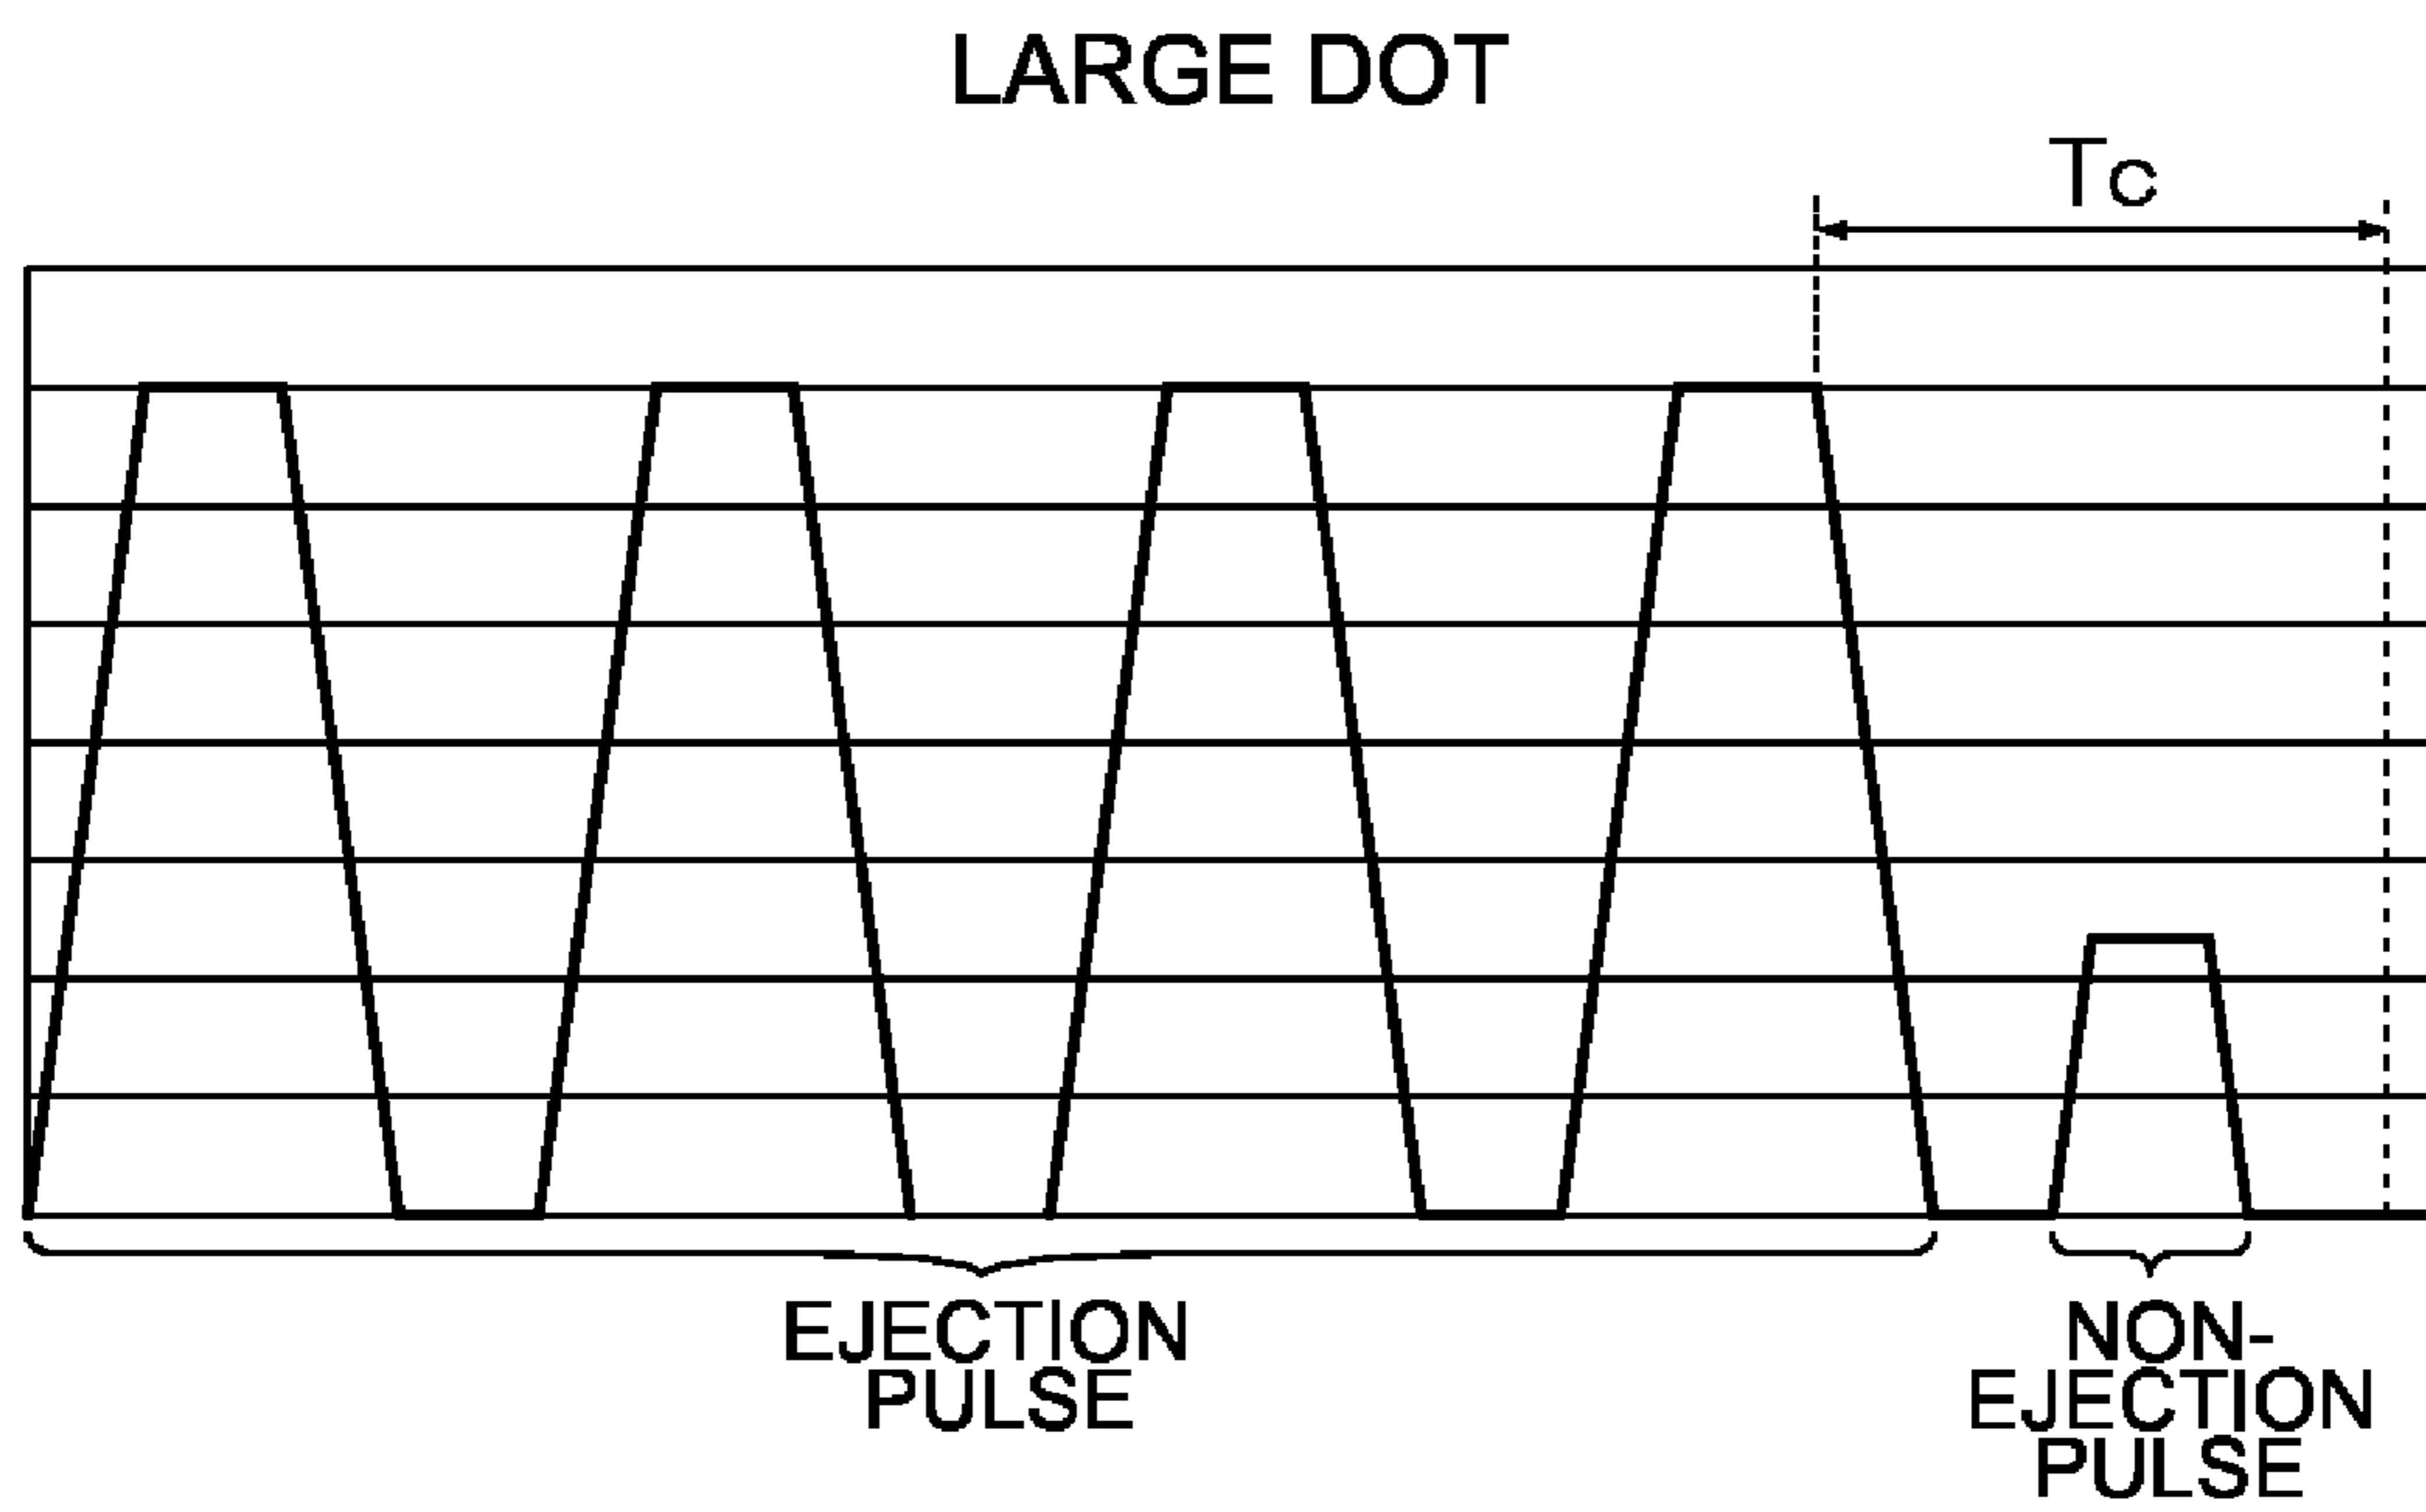 LARGE DOT
Tc
EJECTION
PULSE
NON-
EJECTION
PULSE